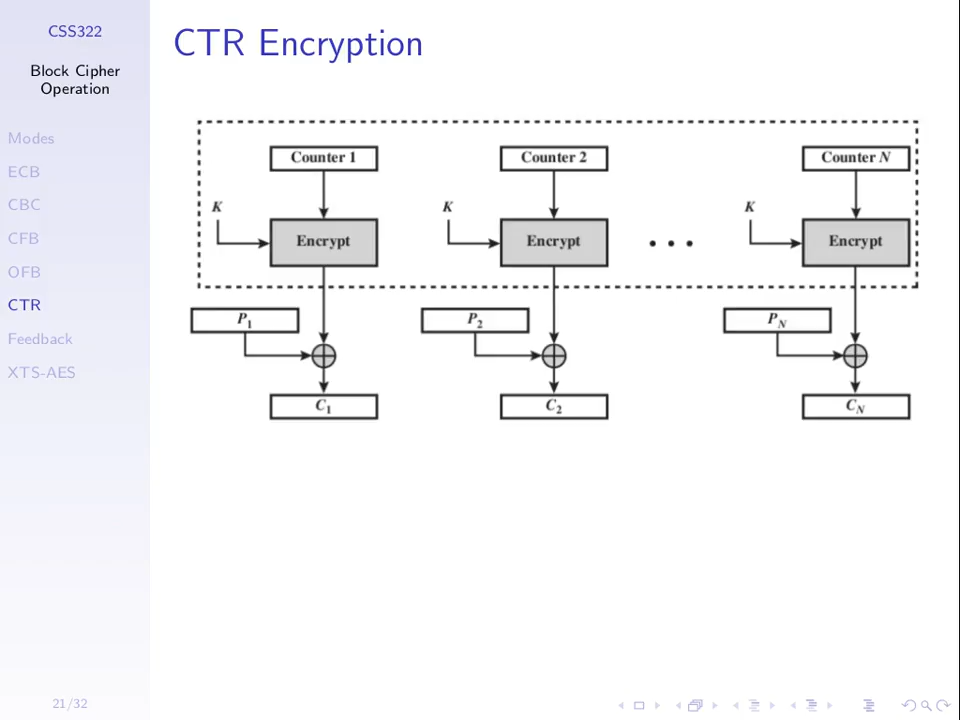 CSS322
Block Cipher
Operation
Modes
ECB
CBC
CFB
OFB
CTR
Feedback
XTS-AES
21/32
CTR Encryption
Counter 1
Counter 2
Counter N
K
K
K
Encrypt
Encrypt
• • •
Encrypt
P1
P2
PN
C1
C2
CN